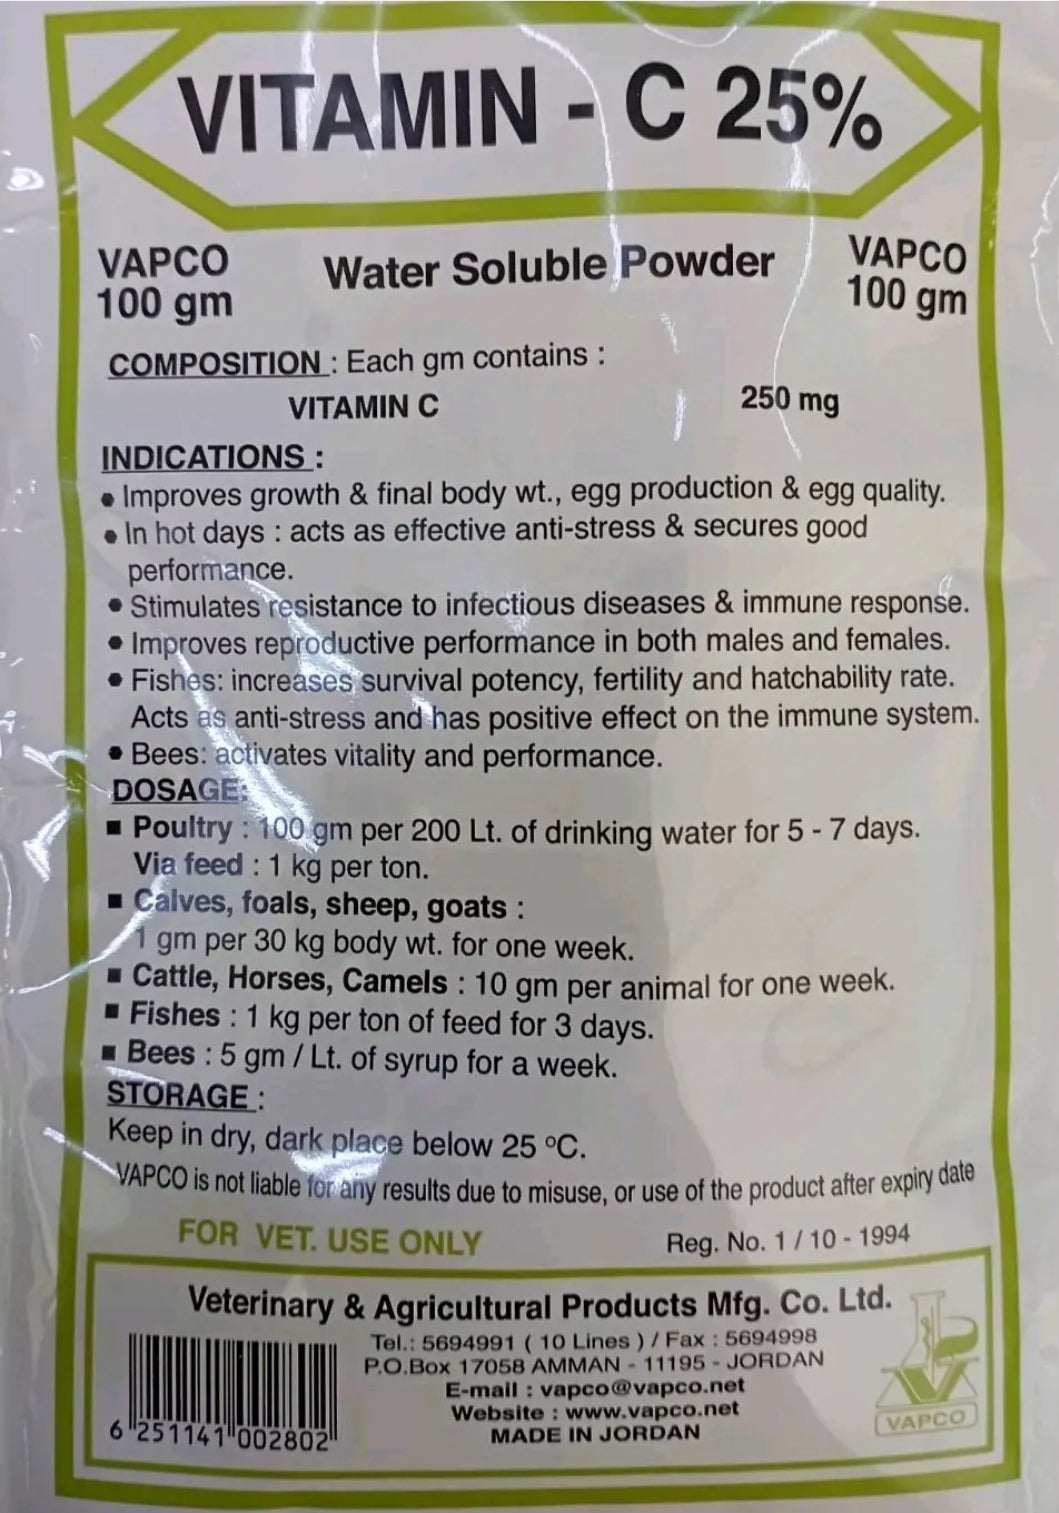 VITAMIN - C 25%
VAPCO
100 gm
Water Soluble Powder
VAPCO
100 gm
COMPOSITION : Each gm contains :
VITAMIN C 250 mg
INDICATIONS :
• Improves growth & final body wt., egg production & egg quality.
• In hot days : acts as effective anti-stress & secures good
performance.
• Stimulates resistance to infectious diseases & immune response.
• Improves reproductive performance in both males and females.
• Fishes: increases survival potency, fertility and hatchability rate.
Acts as anti-stress and has positive effect on the immune system.
• Bees: activates vitality and performance.
DOSAGE:
■ Poultry : 100 gm per 200 Lt. of drinking water for 5 - 7 days.
Via feed : 1 kg per ton.
■ Calves, foals, sheep, goats :
1 gm per 30 kg body wt. for one week.
■ Cattle, Horses, Camels : 10 gm per animal for one week.
■ Fishes : 1 kg per ton of feed for 3 days.
■ Bees : 5 gm / Lt. of syrup for a week.
STORAGE :
Keep in dry, dark place below 25 ºC.
VAPCO is not liable for any results due to misuse, or use of the product after expiry date
FOR VET. USE ONLY
Reg. No. 1 / 10 - 1994
Veterinary & Agricultural Products Mfg. Co. Ltd.
Tel.: 5694991 ( 10 Lines ) / Fax : 5694998
P.O.Box 17058 AMMAN - 11195 - JORDAN
E-mail : vapco@vapco.net
Website : www.vapco.net
MADE IN JORDAN
6 251141 002802
VAPCO